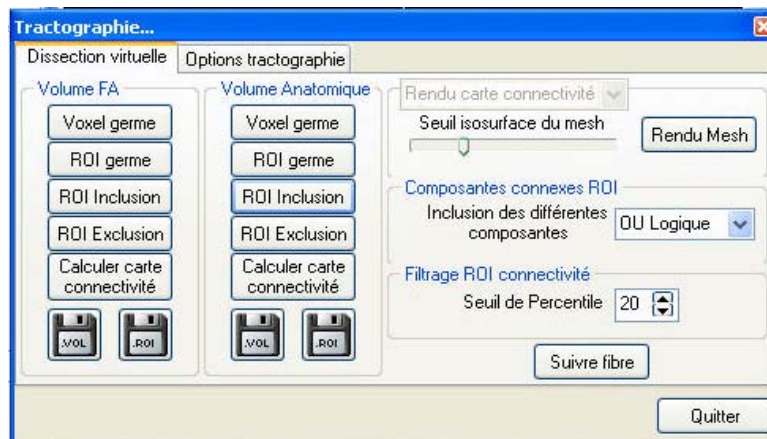 Tractographie...
Dissection virtuelle
Options tractographie
Volume FA
Voxel germe
ROI germe
ROI Inclusion
ROI Exclusion
Calculer carte
connectivité
.VOL
.ROI
Volume Anatomique
Voxel germe
ROI germe
ROI Inclusion
ROI Exclusion
Calculer carte
connectivité
.VOL
.ROI
Rendu carte connectivité
Seuil isosurface du mesh
Rendu Mesh
Composantes connexes ROI
Inclusion des différentes
composantes
OU Logique
Filtrage ROI connectivité
Seuil de Percentile
20
Suivre fibre
Quitter